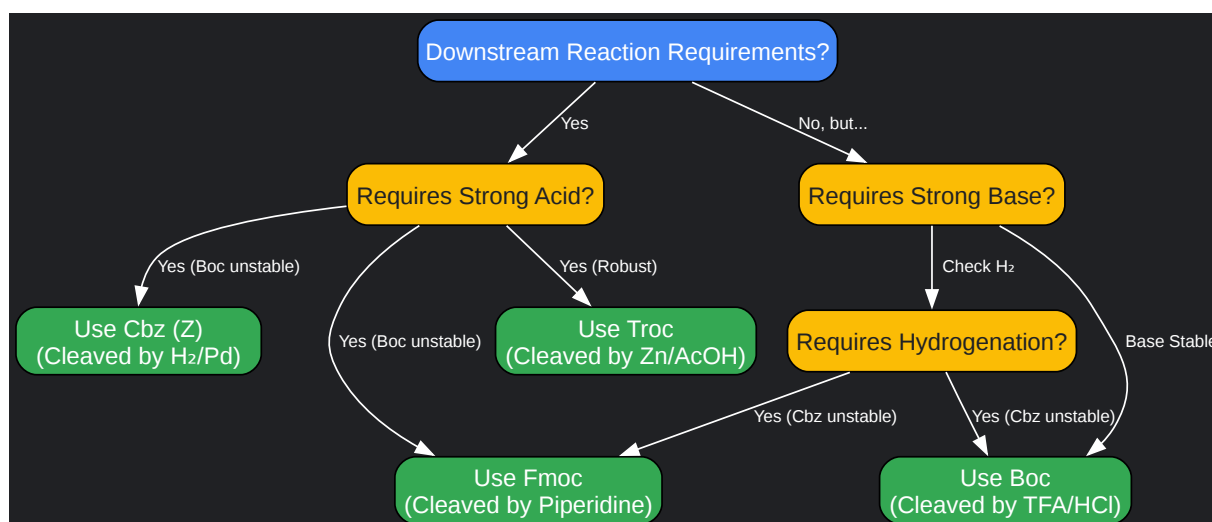 Downstream Reaction Requirements?
Yes
No, but...
Requires Strong Acid?
Requires Strong Base?
Yes (Boc unstable)
Yes (Robust)
Check H₂
Use Cbz (Z)
(Cleaved by H₂/Pd)
Yes (Boc unstable)
Use Troc
(Cleaved by Zn/AcOH)
Requires Hydrogenation?
Base Stable
Yes (Cbz unstable)
Yes (Cbz unstable)
Use Fmoc
(Cleaved by Piperidine)
Use Boc
(Cleaved by TFA/HCl)